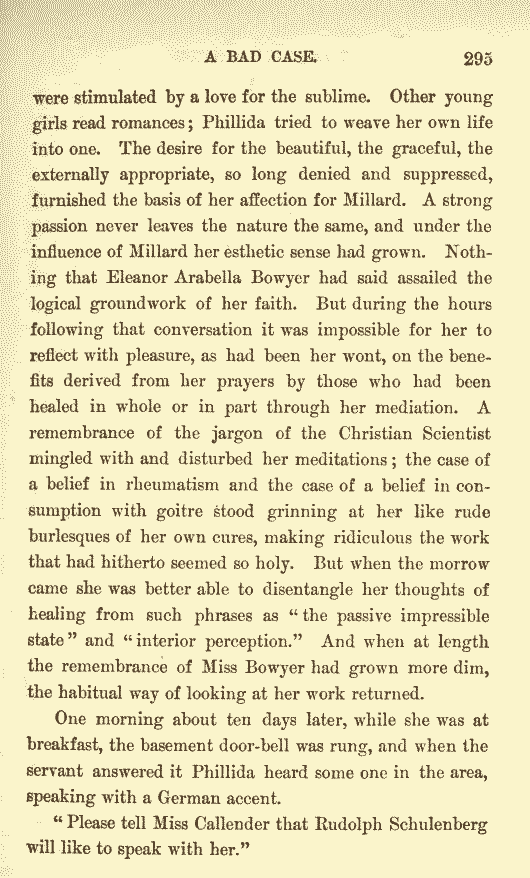 A BAD CASE. 295
were stimulated by a love for the sublime. Other young
girls read romances; Phillida tried to weave her own life
into one. The desire for the beautiful, the graceful, the
externally appropriate, so long denied and suppressed,
furnished the basis of her affection for Millard. A strong
passion never leaves the nature the same, and under the
influence of Millard her esthetic sense had grown. Noth-
ing that Eleanor Arabella Bowyer had said assailed the
logical groundwork of her faith. But during the hours
following that conversation it was impossible for her to
reflect with pleasure, as had been her wont, on the bene-
fits derived from her prayers by those who had been
healed in whole or in part through her mediation. A
remembrance of the jargon of the Christian Scientist
mingled with and disturbed her meditations; the case of
a belief in rheumatism and the case of a belief in con-
sumption with goitre stood grinning at her like rude
burlesques of her own cures, making ridiculous the work
that had hitherto seemed so holy. But when the morrow
came she was better able to disentangle her thoughts of
healing from such phrases as "the passive impressible
state" and "interior perception." And when at length
the remembrance of Miss Bowyer had grown more dim,
the habitual way of looking at her work returned.
One morning about ten days later, while she was at
breakfast, the basement door-bell was rung, and when the
servant answered it Phillida heard some one in the area,
speaking with a German accent.
"Please tell Miss Callender that Rudolph Schulenberg
will like to speak with her."